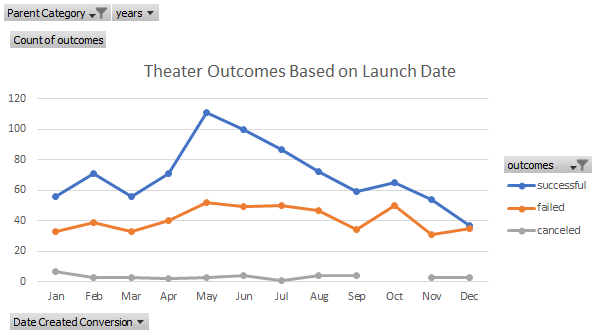 Parent Category years
Count of outcomes
Theater Outcomes Based on Launch Date
120
100
80
60
40
20
0
Jan Feb Mar Apr May Jun Jul Aug Sep Oct Nov Dec
outcomes
successful
failed
canceled
Date Created Conversion